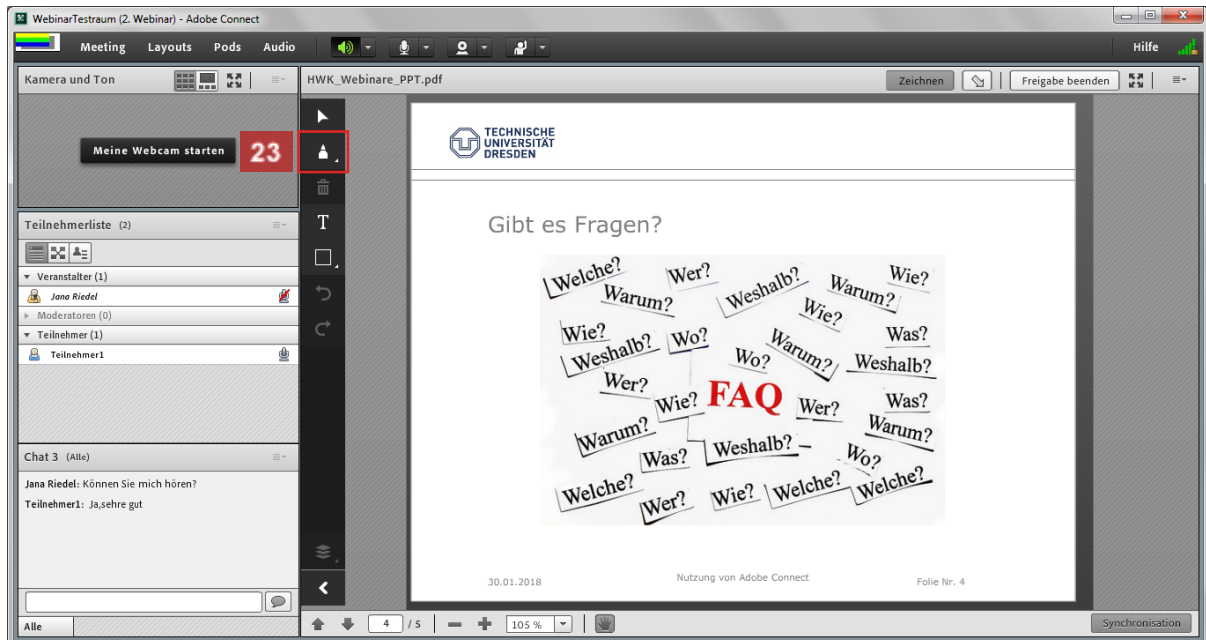 WebinarTestraum (2. Webinar) - Adobe Connect
Meeting Layouts Pods Audio Hilfe
Kamera und Ton
Meine Webcam starten
23
Teilnehmerliste (2)
Veranstalter (1)
Jana Riedel
Moderatoren (0)
Teilnehmer (1)
Teilnehmer1
Chat 3 (Alle)
Jana Riedel: Können Sie mich hören?
Teilnehmer1: Ja,sehre gut
Alle
HWK_Webinare_PPT.pdf
Zeichnen
Freigabe beenden
T
TECHNISCHE
UNIVERSITÄT
DRESDEN
Gibt es Fragen?
Welche? Wer? Weshalb? Warum? Wie?
Warum? Wie?
Wie? Wo? Was?
Weshalb? Wo? Warum? Weshalb?
Wer? FAQ Was?
Wie? Wer? Warum?
Warum? Weshalb? –
Was? Wo?
Welche? Wer? Wie? Welche? Welche?
30.01.2018 Nutzung von Adobe Connect Folie Nr. 4
4 / 5 105 % Synchronisation